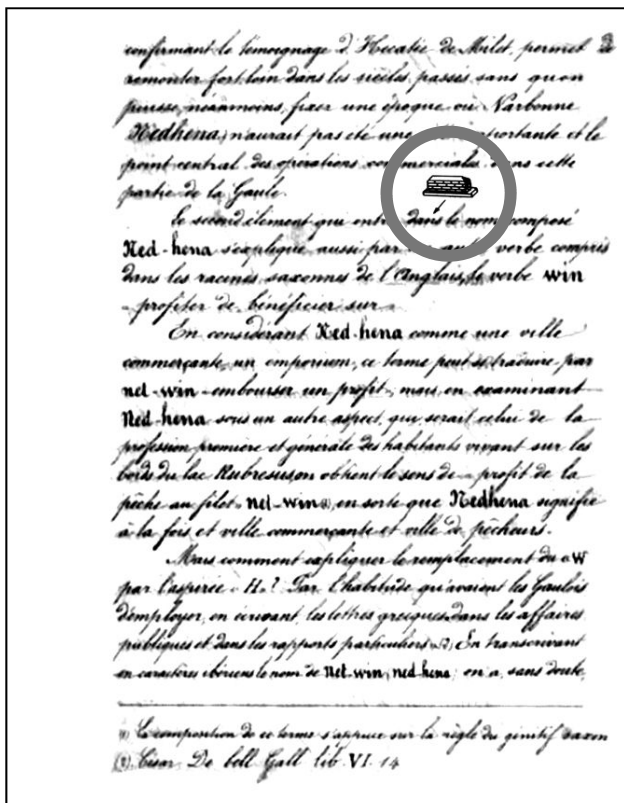 confirmant le témoignage d'Hecatée de Milet, permet de
remonter fort loin dans les siècles passés sans qu'on
puisse, néanmoins, fixer une époque où Narbonne
Nedhena, n'aurait pas été une importante et le
point central des opérations commerciales dans cette
partie de la Gaule.
Le second élément qui entre dans le nom composé
Ned-hena s'explique aussi par un autre verbe compris
dans les racines saxonnes de l'anglais, le verbe win
profiter de bénéficier sur
En considérant Ned-hena comme une ville
commerçante, un emporium, ce terme peut se traduire par
net-win embourser un profit, mais en examinant
Ned-hena sous un autre aspect, qui serait celui de la
profession première et générale des habitants vivant sur les
bords du lac Rubresus, on obtient le sens de profit de la
pêche au filet net-win (1), en sorte que Nedhena signifie
à la fois et ville commerçante et ville de pêcheurs.
Mais comment expliquer le remplacement du «W
par l'aspirée «H»? Par l'habitude qu'avaient les Gaulois
d'employer, en écrivant, les lettres grecques dans les affaires
publiques et dans les rapports particuliers (2). En transcrivant
en caractères ibériens le nom de net-win, ned hena; on a, sans doute,
(1) La composition de ce terme s'appuie sur la règle du génitif saxon
(2) César De bell Gall lib. VI. 14